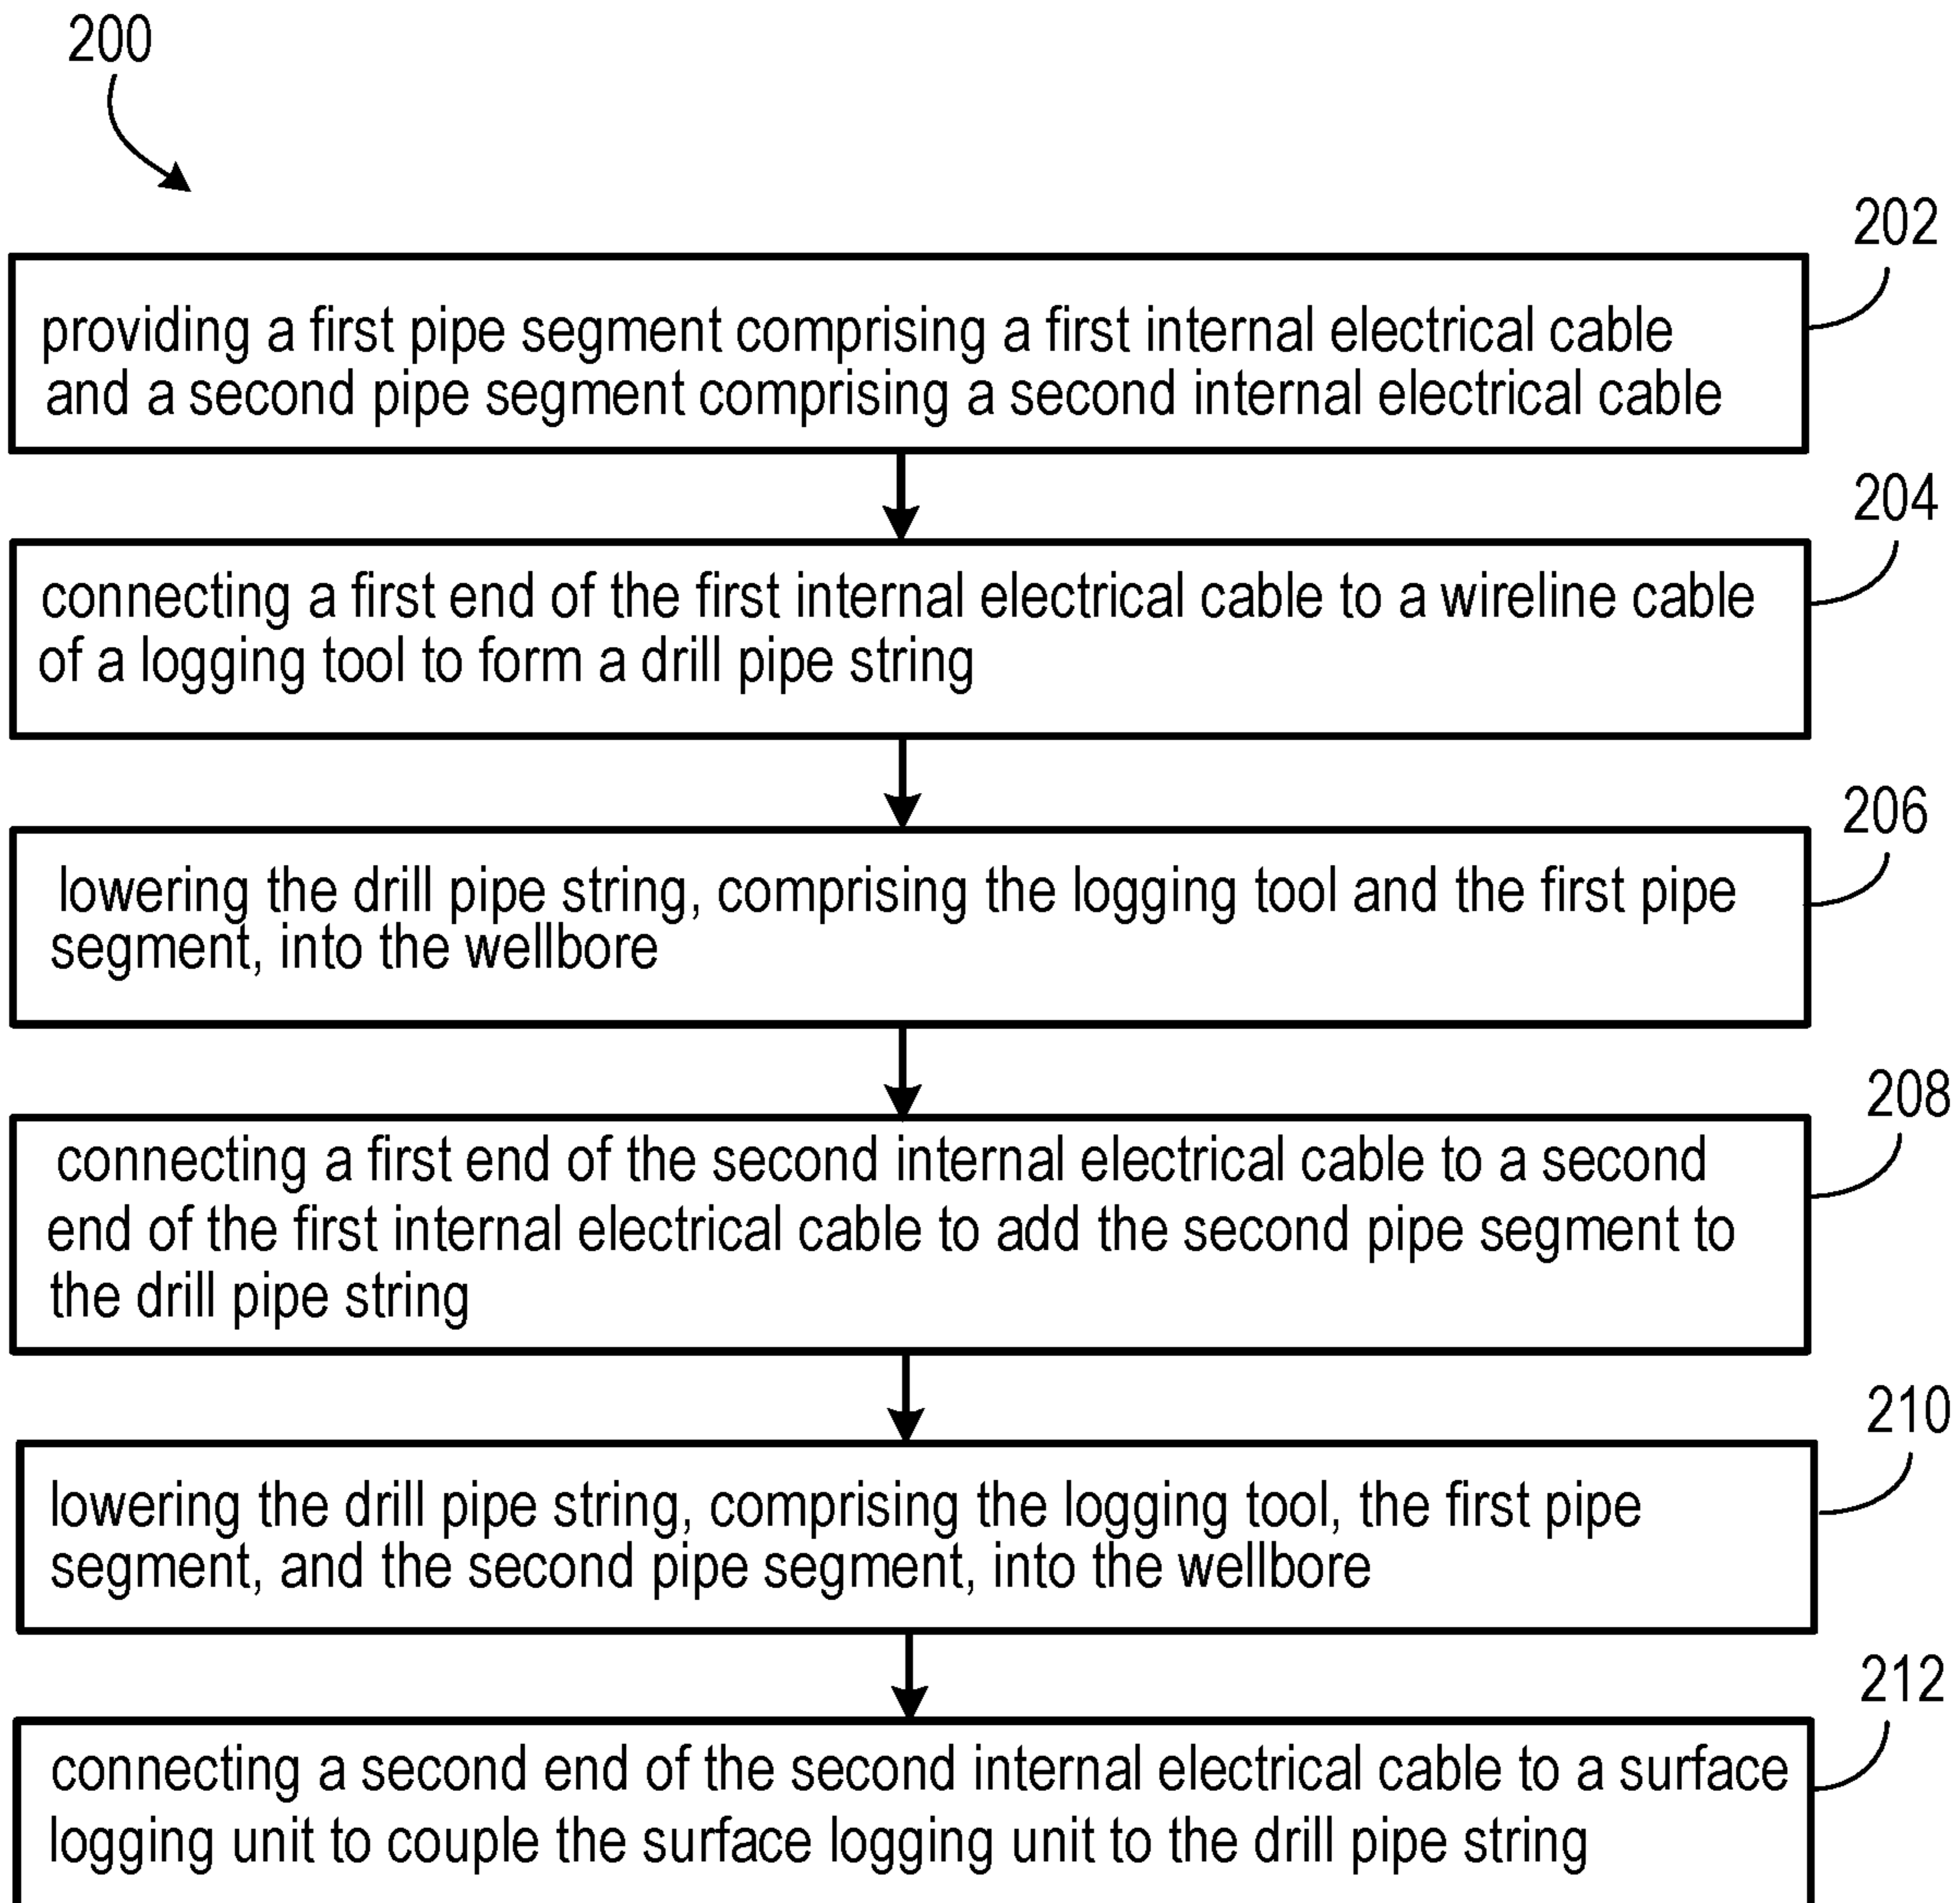 200
202
providing a first pipe segment comprising a first internal electrical cable
and a second pipe segment comprising a second internal electrical cable
204
connecting a first end of the first internal electrical cable to a wireline cable
of a logging tool to form a drill pipe string
206
lowering the drill pipe string, comprising the logging tool and the first pipe
segment, into the wellbore
208
connecting a first end of the second internal electrical cable to a second
end of the first internal electrical cable to add the second pipe segment to
the drill pipe string
210
lowering the drill pipe string, comprising the logging tool, the first pipe
segment, and the second pipe segment, into the wellbore
212
connecting a second end of the second internal electrical cable to a surface
logging unit to couple the surface logging unit to the drill pipe string